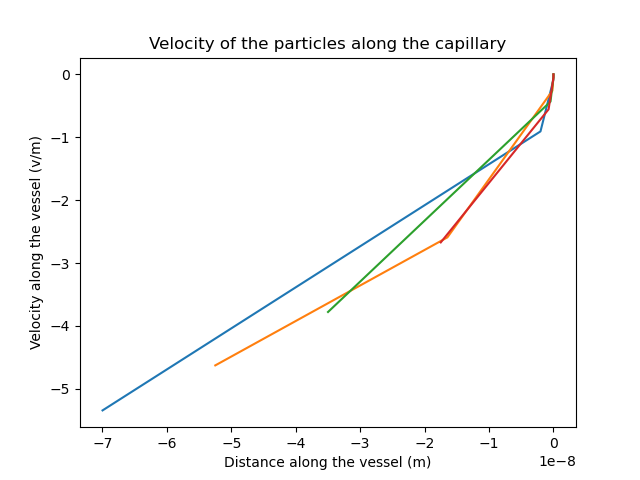 Velocity of the particles along the capillary
Velocity along the vessel (v/m)
0
−1
−2
−3
−4
−5
−7 −6 −5 −4 −3 −2 −1 0
1e−8
Distance along the vessel (m)